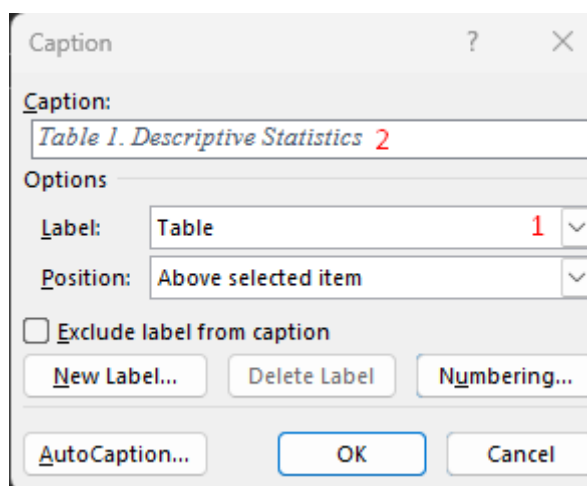 Caption ?
Caption:
Table 1. Descriptive Statistics 2
Options
Label: Table 1
Position: Above selected item
Exclude label from caption
New Label... Delete Label Numbering...
AutoCaption... OK Cancel